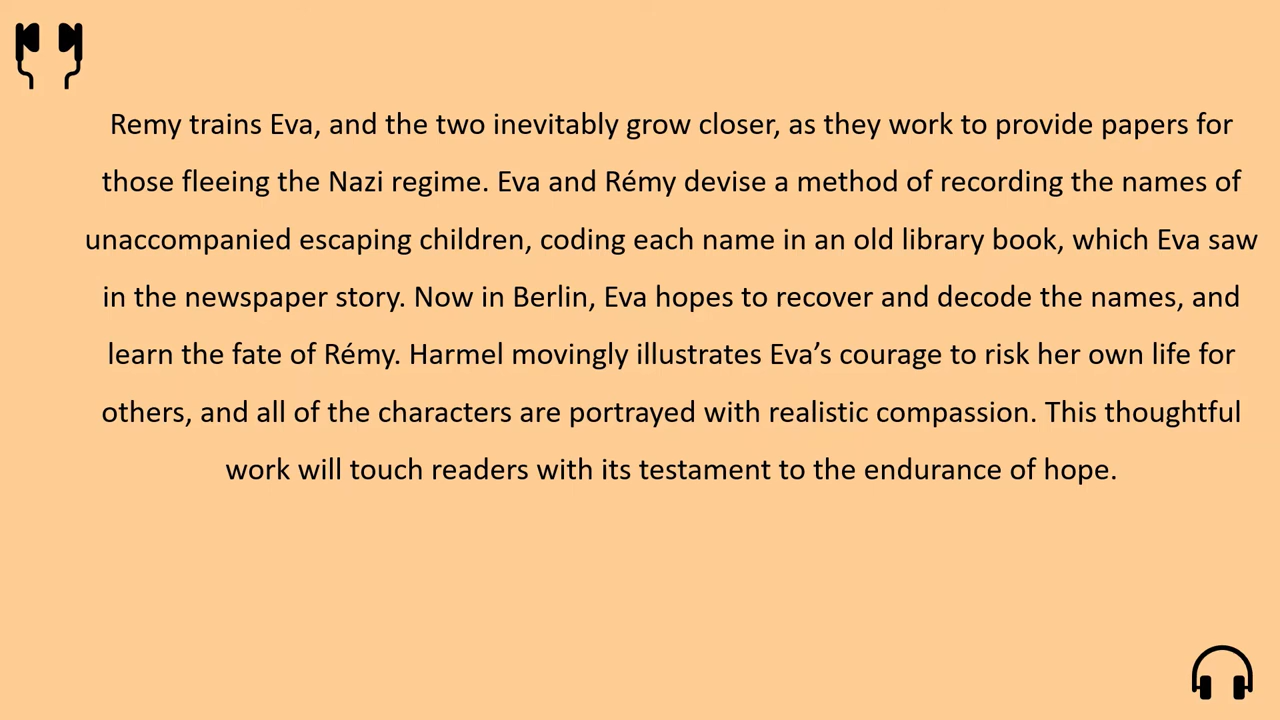 Remy trains Eva, and the two inevitably grow closer, as they work to provide papers for
those fleeing the Nazi regime. Eva and Rémy devise a method of recording the names of
unaccompanied escaping children, coding each name in an old library book, which Eva saw
in the newspaper story. Now in Berlin, Eva hopes to recover and decode the names, and
learn the fate of Rémy. Harmel movingly illustrates Eva’s courage to risk her own life for
others, and all of the characters are portrayed with realistic compassion. This thoughtful
work will touch readers with its testament to the endurance of hope.